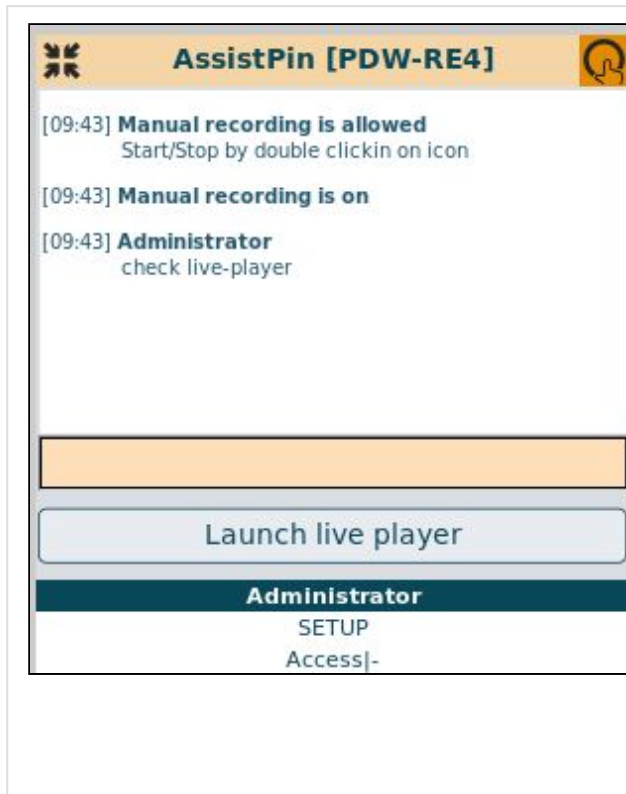 AssistPin [PDW-RE4]
[09:43] Manual recording is allowed
Start/Stop by double clickin on icon
[09:43] Manual recording is on
[09:43] Administrator
check live-player
Launch live player
Administrator
SETUP
Access|-